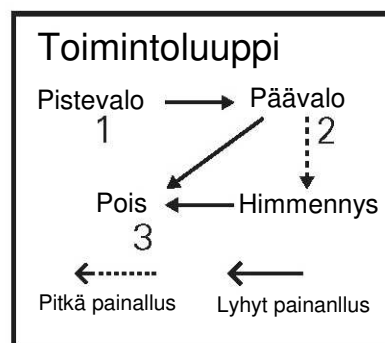 Toimintoluuppi
Pistevalo Päävalo
1 2
Pois Himmennys
3
Pitkä painallus Lyhyt painanllus